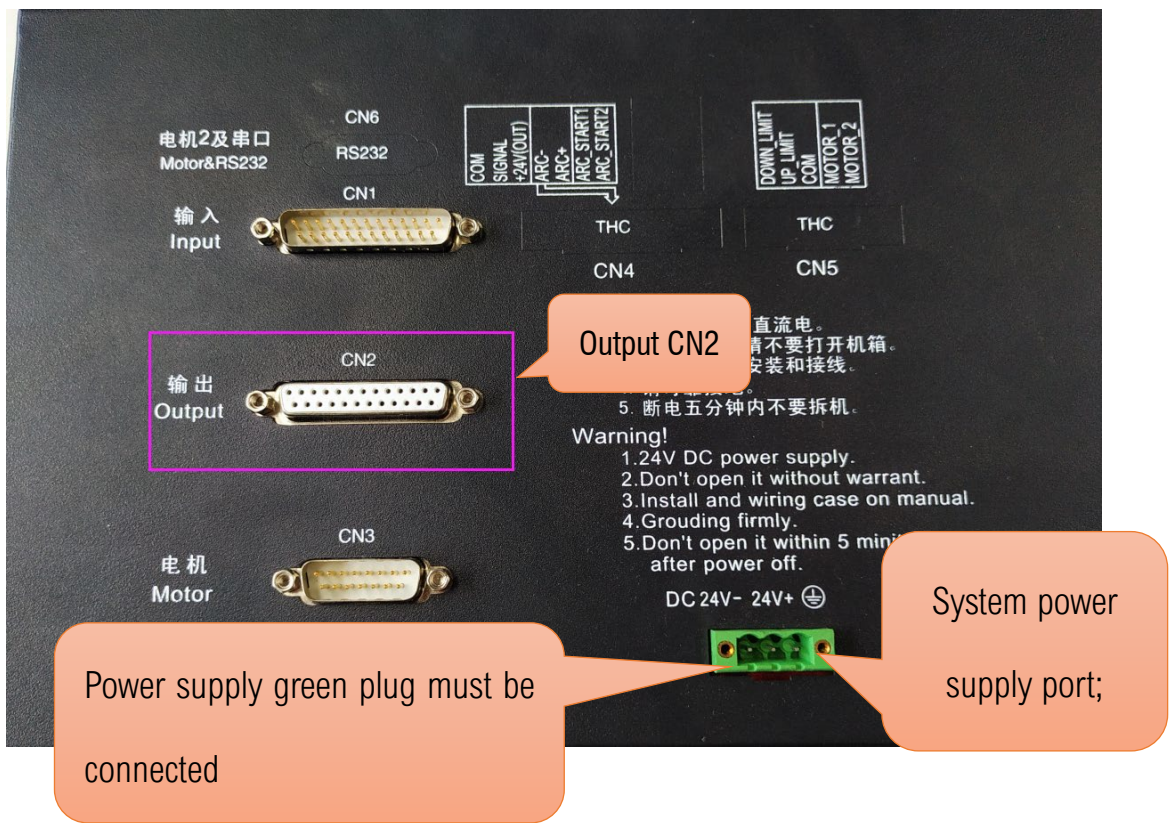 电机2及串口
Motor&RS232
CN6
RS232
COM
SIGNAL
+24V(OUT)
ARC-
ARC+
ARC_START1
ARC_START2
DOWN_LIMIT
UP_LIMIT
COM
MOTOR_1
MOTOR_2
CN1
输入
Input
THC
CN4
THC
CN5
Output CN2
CN2
输出
Output
直流电。
请不要打开机箱。
安装和接线。
5. 断电五分钟内不要拆机。
Warning!
1.24V DC power supply.
2.Don't open it without warrant.
3.Install and wiring case on manual.
4.Grouding firmly.
5.Don't open it within 5
after power off.
CN3
电机
Motor
DC 24V- 24V+
System power
supply port;
Power supply green plug must be
connected